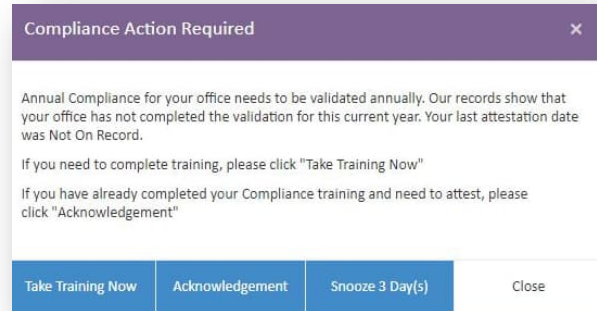 Compliance Action Required ×
Annual Compliance for your office needs to be validated annually. Our records show that
your office has not completed the validation for this current year. Your last attestation date
was Not On Record.
If you need to complete training, please click "Take Training Now"
If you have already completed your Compliance training and need to attest, please
click "Acknowledgement"
Take Training Now Acknowledgement Snooze 3 Day(s) Close